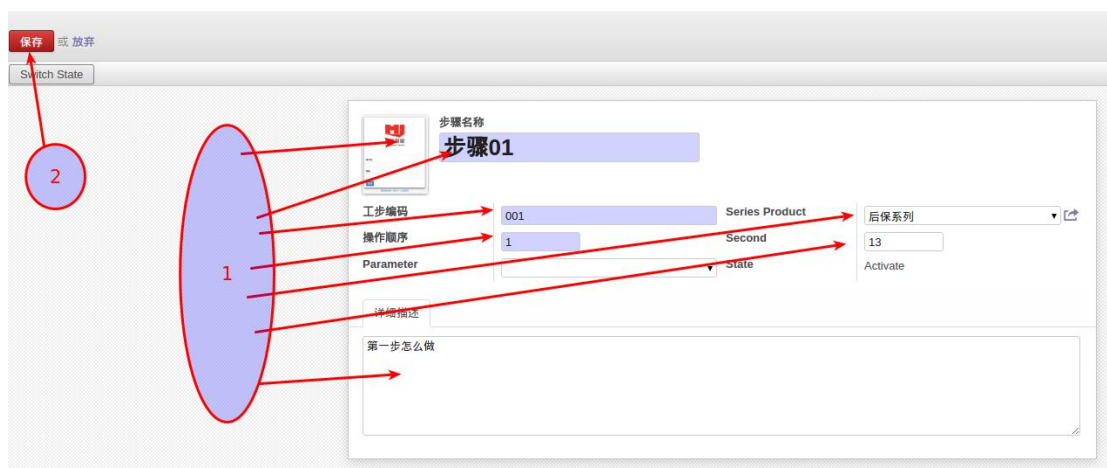 保存 或 放弃
Switch State
步骤名称
步骤01
工步编码 001 Series Product 后保系列
操作顺序 1 Second 13
Parameter State Activate
详细描述
第一步怎么做
1
2